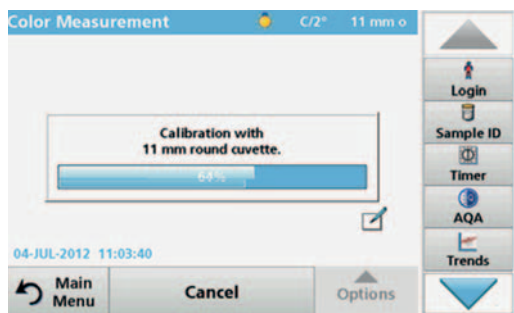 Color Measurement C/2° 11 mm o
Calibration with
11 mm round cuvette.
64%
04-JUL-2012 11:03:40
Main
Menu
Cancel
Options
Login
Sample ID
Timer
AQA
Trends